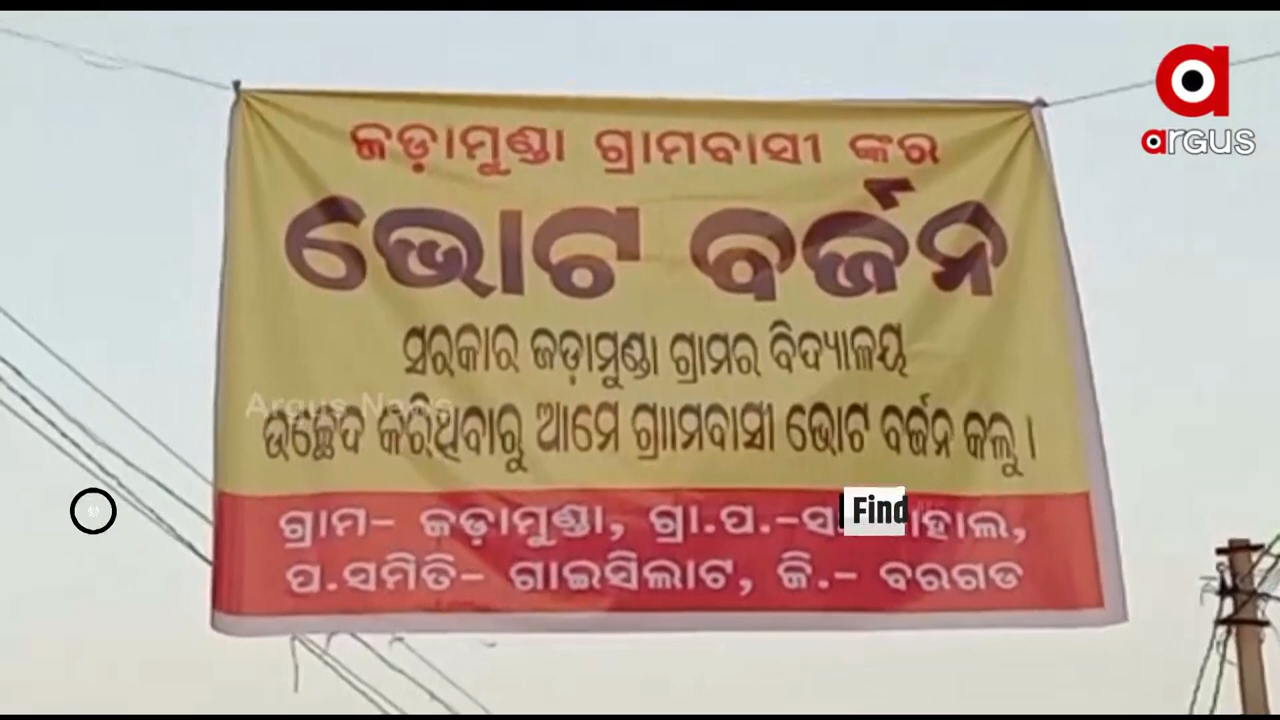 ଜଡ଼ାମୁଣ୍ଡା ଗ୍ରାମବାସୀ ଙ୍କର
ଭୋଟ ବର୍ଜନ
ସରକାର ଜଡ଼ାମୁଣ୍ଡା ଗ୍ରାମର ବିଦ୍ୟାଳୟ
ଉଚ୍ଛେଦ କରିଥିବାରୁ ଆମେ ଗ୍ରାମବାସୀ ଭୋଟ ବର୍ଜନ କଲୁ ।
ଗ୍ରାମ- ଜଡ଼ାମୁଣ୍ଡା, ଗ୍ରା.ପ.-
ପ.ସମିତି- ଗାଇସିଲାଟ, ଜି.- ବରଗଡ
argus
Argus News
Find